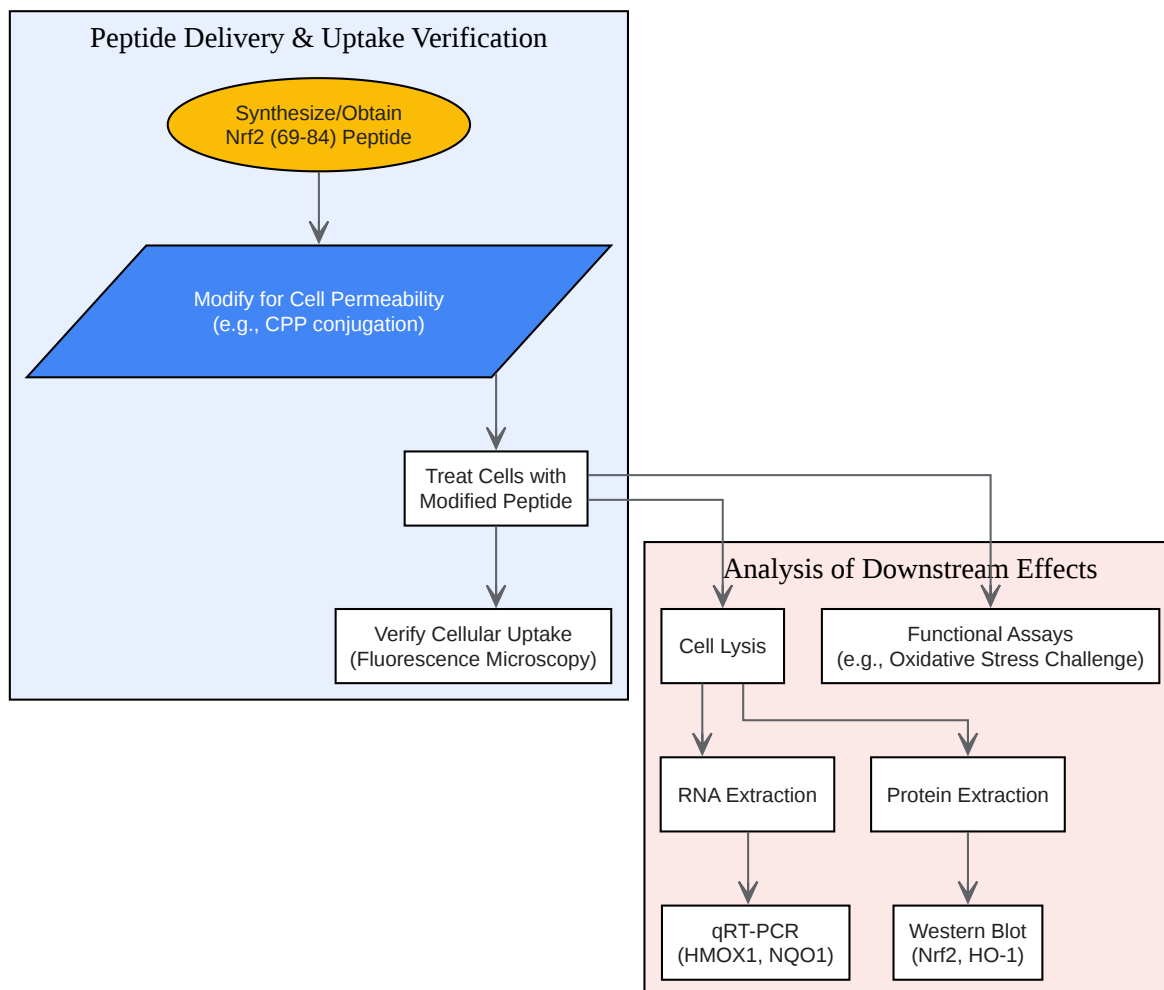 Peptide Delivery & Uptake Verification
Synthesize/Obtain
Nrf2 (69-84) Peptide
Modify for Cell Permeability
(e.g., CPP conjugation)
Treat Cells with
Modified Peptide
Verify Cellular Uptake
(Fluorescence Microscopy)
Analysis of Downstream Effects
Cell Lysis
Functional Assays
(e.g., Oxidative Stress Challenge)
RNA Extraction
Protein Extraction
qRT-PCR
(HMOX1, NQO1)
Western Blot
(Nrf2, HO-1)